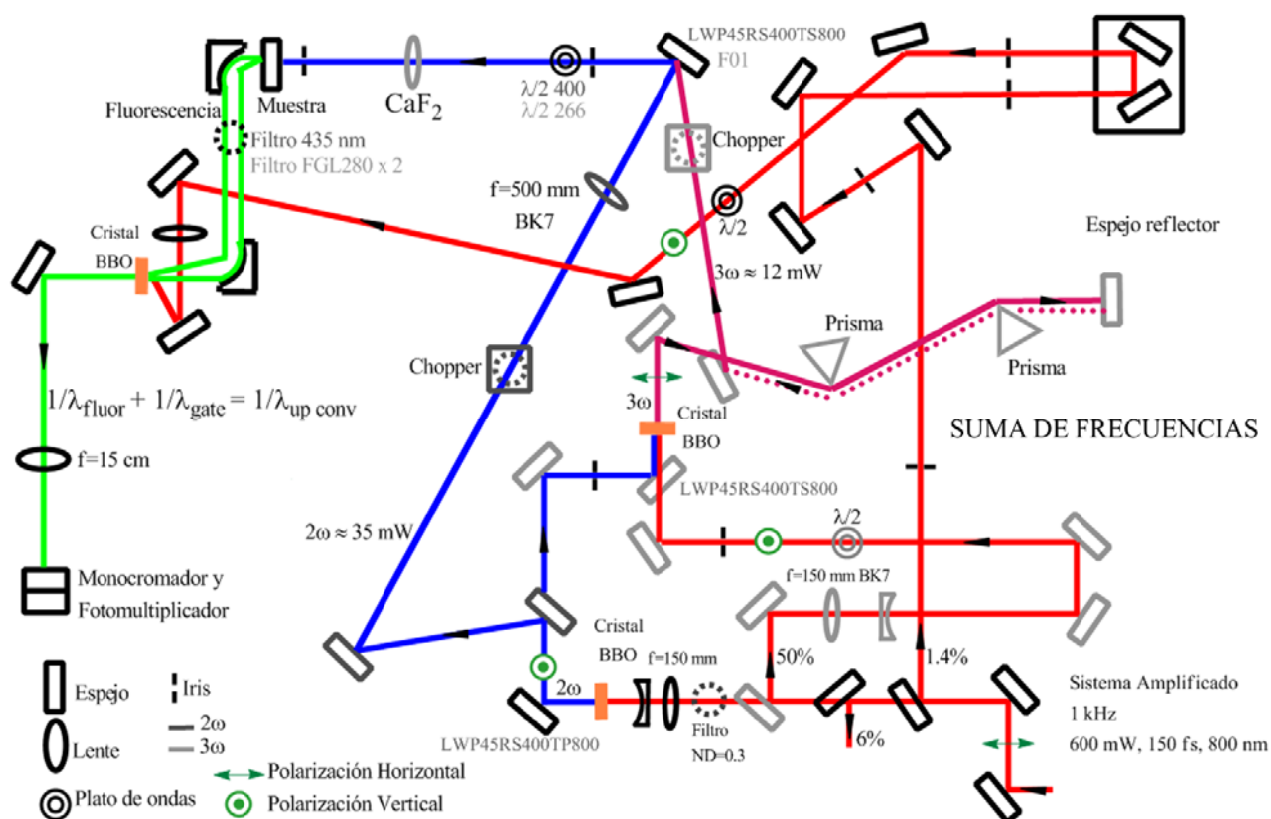 LWP45RS400TS800
F01
λ/2 400
λ/2 266
CaF2
Fluorescencia
Muestra
Filtro 435 nm
Filtro FGL280 x 2
Chopper
f=500 mm
BK7
λ/2
Espejo reflector
Cristal
BBO
3ω ≈ 12 mW
Prisma
Prisma
Chopper
1/λfluor + 1/λgate = 1/λup conv
3ω
Cristal
BBO
SUMA DE FRECUENCIAS
f=15 cm
LWP45RS400TS800
2ω ≈ 35 mW
λ/2
f=150 mm BK7
Monocromador y
Fotomultiplicador
Cristal
BBO
f=150 mm
50%
1.4%
2ω
Filtro
ND=0.3
6%
Sistema Amplificado
1 kHz
600 mW, 150 fs, 800 nm
LWP45RS400TP800
Espejo
Iris
2ω
3ω
Lente
Plato de ondas
Polarización Horizontal
Polarización Vertical